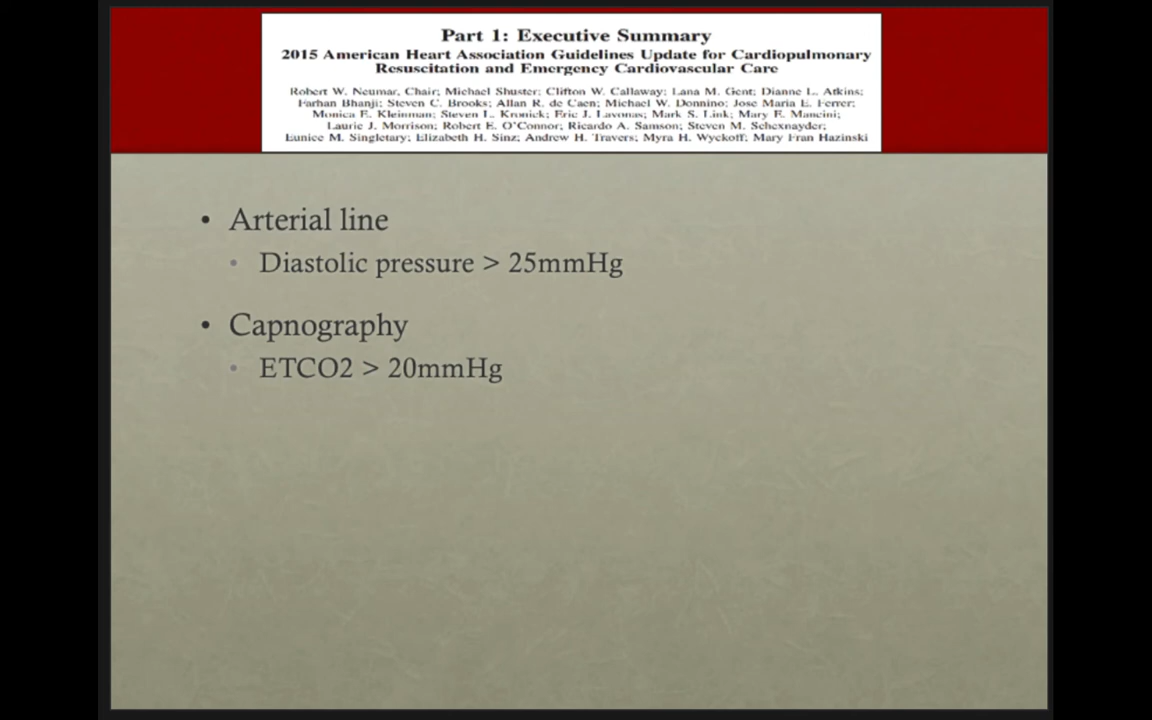 Part 1: Executive Summary
2015 American Heart Association Guidelines Update for Cardiopulmonary
Resuscitation and Emergency Cardiovascular Care
Robert W. Neumar, Chair; Michael Shuster; Clifton W. Callaway; Lana M. Gent; Dianne L. Atkins;
Farhan Bhanji; Steven C. Brooks; Allan R. de Caen; Michael W. Donnino; Jose Maria E. Ferrer;
Monica E. Kleinman; Steven L. Kronick; Eric J. Lavonas; Mark S. Link; Mary E. Mancini;
Laurie J. Morrison; Robert E. O'Connor; Ricardo A. Samson; Steven M. Schexnayder;
Eunice M. Singletary; Elizabeth H. Sinz; Andrew H. Travers; Myra H. Wyckoff; Mary Fran Hazinski
• Arterial line
• Diastolic pressure > 25mmHg
• Capnography
• ETCO2 > 20mmHg